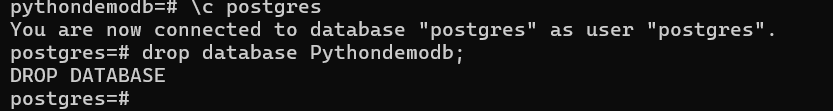 pythondemodb=# \c postgres
You are now connected to database "postgres" as user "postgres".
postgres=# drop database Pythondemodb;
DROP DATABASE
postgres=#